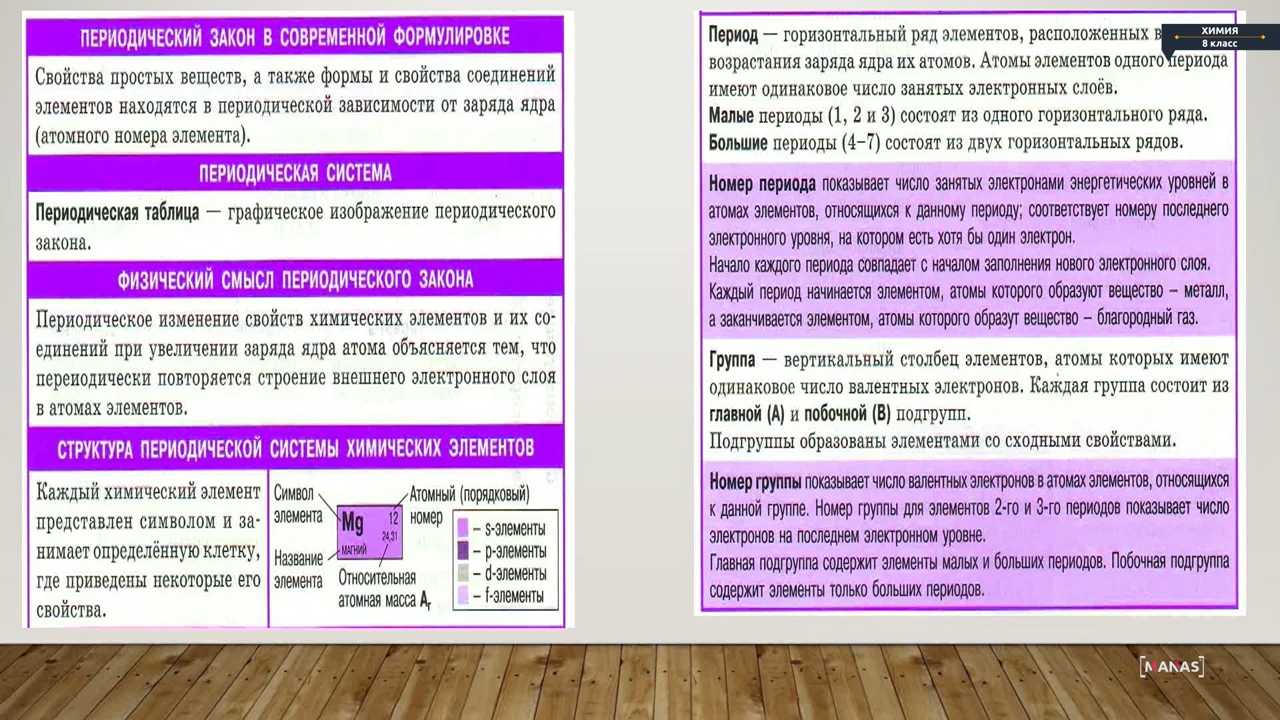 ПЕРИОДИЧЕСКИЙ ЗАКОН В СОВРЕМЕННОЙ ФОРМУЛИРОВКЕ
Свойства простых веществ, а также формы и свойства соединений
элементов находятся в периодической зависимости от заряда ядра
(атомного номера элемента).
ПЕРИОДИЧЕСКАЯ СИСТЕМА
Периодическая таблица — графическое изображение периодического
закона.
ФИЗИЧЕСКИЙ СМЫСЛ ПЕРИОДИЧЕСКОГО ЗАКОНА
Периодическое изменение свойств химических элементов и их со-
единений при увеличении заряда ядра атома объясняется тем, что
переиодически повторяется строение внешнего электронного слоя
в атомах элементов.
СТРУКТУРА ПЕРИОДИЧЕСКОЙ СИСТЕМЫ ХИМИЧЕСКИХ ЭЛЕМЕНТОВ
Каждый химический элемент
представлен символом и за-
нимает определённую клетку,
где приведены некоторые его
свойства.
Символ
элемента
Название
элемента
Mg
12
24,31
МАГНИЙ
Атомный (порядковый)
номер
Относительная
атомная масса Ar
– s-элементы
– p-элементы
– d-элементы
– f-элементы
Период — горизонтальный ряд элементов, расположенных в
возрастания заряда ядра их атомов. Атомы элементов одного периода
имеют одинаковое число занятых электронных слоёв.
Малые периоды (1, 2 и 3) состоят из одного горизонтального ряда.
Большие периоды (4–7) состоят из двух горизонтальных рядов.
Номер периода показывает число занятых электронами энергетических уровней в
атомах элементов, относящихся к данному периоду; соответствует номеру последнего
электронного уровня, на котором есть хотя бы один электрон.
Начало каждого периода совпадает с началом заполнения нового электронного слоя.
Каждый период начинается элементом, атомы которого образуют вещество – металл,
а заканчивается элементом, атомы которого образут вещество – благородный газ.
Группа — вертикальный столбец элементов, атомы которых имеют
одинаковое число валентных электронов. Каждая группа состоит из
главной (А) и побочной (В) подгрупп.
Подгруппы образованы элементами со сходными свойствами.
Номер группы показывает число валентных электронов в атомах элементов, относящихся
к данной группе. Номер группы для элементов 2-го и 3-го периодов показывает число
электронов на последнем электронном уровне.
Главная подгруппа содержит элементы малых и больших периодов. Побочная подгруппа
содержит элементы только больших периодов.
ХИМИЯ
8 класс
[MANAS]